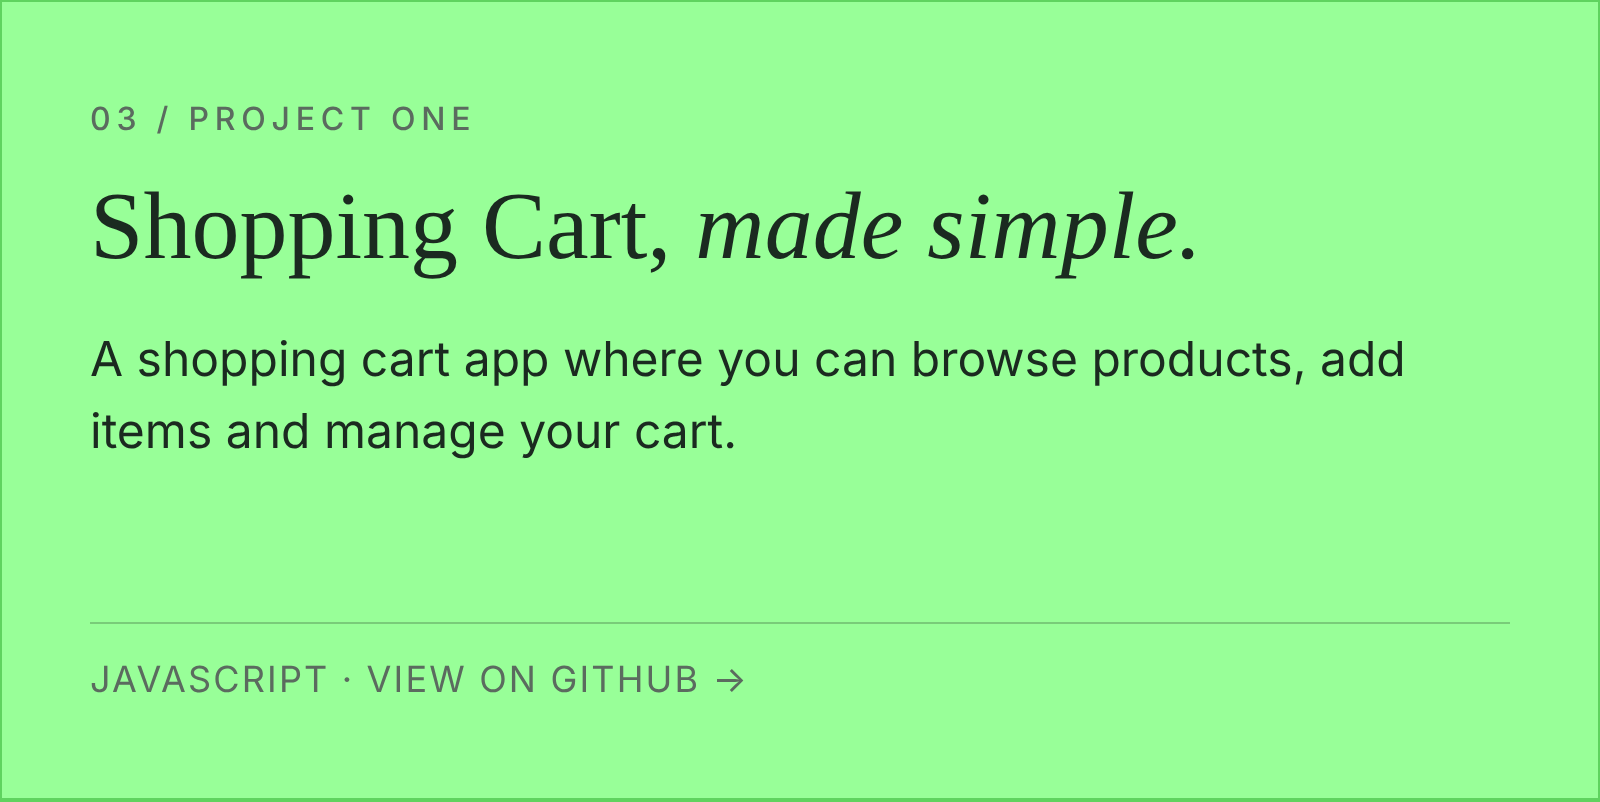 03 / PROJECT ONE
Shopping Cart, made simple.
A shopping cart app where you can browse products, add
items and manage your cart.
JAVASCRIPT · VIEW ON GITHUB →